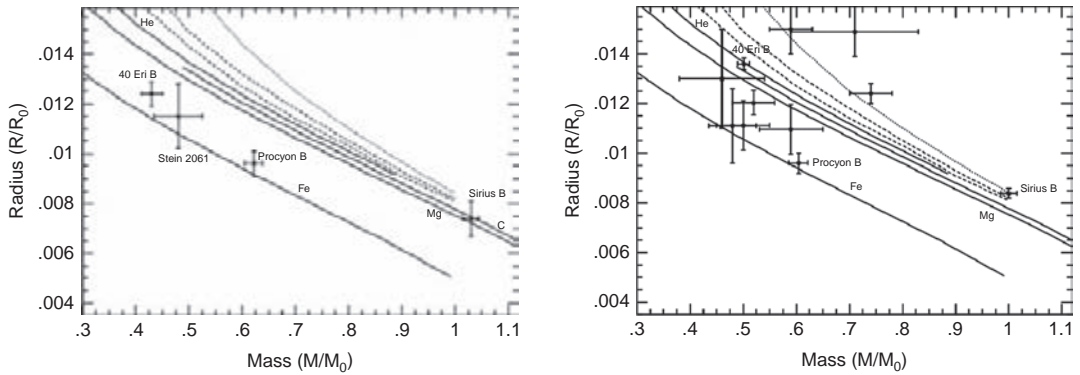 .014
.012
.01
.008
.006
.004
Radius (R/R0)
He
40 Eri B
Stein 2061
Procyon B
Fe
Sirius B
Mg
C
.3 .4 .5 .6 .7 .8 .9 1 1.1
Mass (M/M0)
.014
.012
.01
.008
.006
.004
Radius (R/R0)
He
40 Eri B
Procyon B
Fe
Sirius B
Mg
.3 .4 .5 .6 .7 .8 .9 1 1.1
Mass (M/M0)